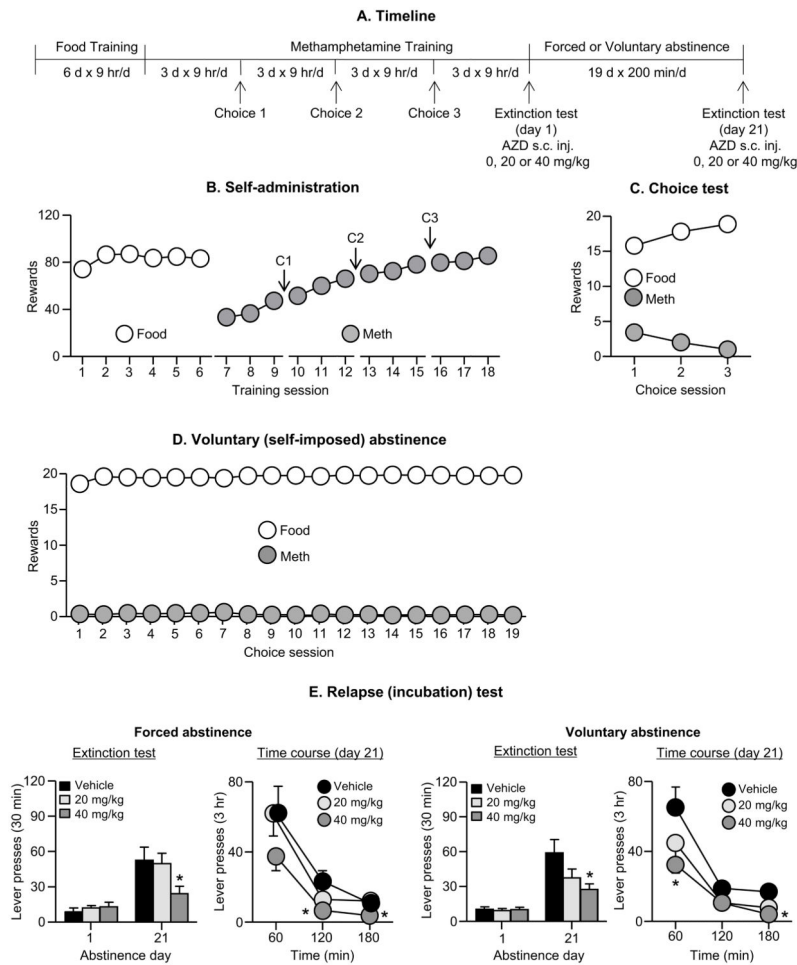 A. Timeline
Food Training Methamphetamine Training Forced or Voluntary abstinence
6 d x 9 hr/d 3 d x 9 hr/d 3 d x 9 hr/d 3 d x 9 hr/d 3 d x 9 hr/d 19 d x 200 min/d
Choice 1 Choice 2 Choice 3 Extinction test Extinction test
(day 1) (day 21)
AZD s.c. inj. AZD s.c. inj.
0, 20 or 40 mg/kg 0, 20 or 40 mg/kg
B. Self-administration
120
80
40
0
Rewards
C1
C2
C3
Food
Meth
1 2 3 4 5 6 7 8 9 10 11 12 13 14 15 16 17 18
Training session
C. Choice test
20
15
10
5
0
Rewards
Food
Meth
1 2 3
Choice session
D. Voluntary (self-imposed) abstinence
20
15
10
5
0
Rewards
Food
Meth
1 2 3 4 5 6 7 8 9 10 11 12 13 14 15 16 17 18 19
Choice session
E. Relapse (incubation) test
Forced abstinence
Extinction test
120
90
60
30
0
Lever presses (30 min)
Vehicle
20 mg/kg
40 mg/kg
*
1 21
Abstinence day
Time course (day 21)
80
40
0
Lever presses (3 hr)
Vehicle
20 mg/kg
40 mg/kg
* *
60 120 180
Time (min)
Voluntary abstinence
Extinction test
120
90
60
30
0
Lever presses (30 min)
Vehicle
20 mg/kg
40 mg/kg
*
1 21
Abstinence day
Time course (day 21)
80
40
0
Lever presses (3 hr)
Vehicle
20 mg/kg
40 mg/kg
* *
60 120 180
Time (min)